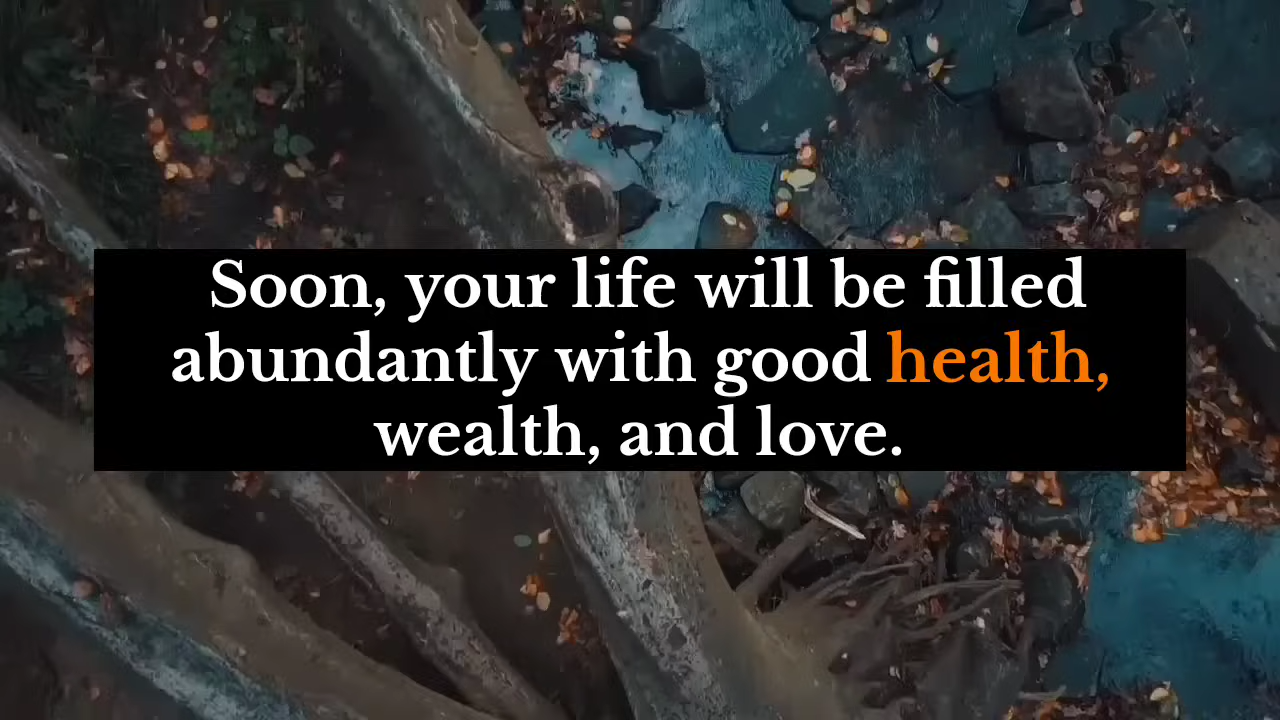 Soon, your life will be filled
abundantly with good health,
wealth, and love.